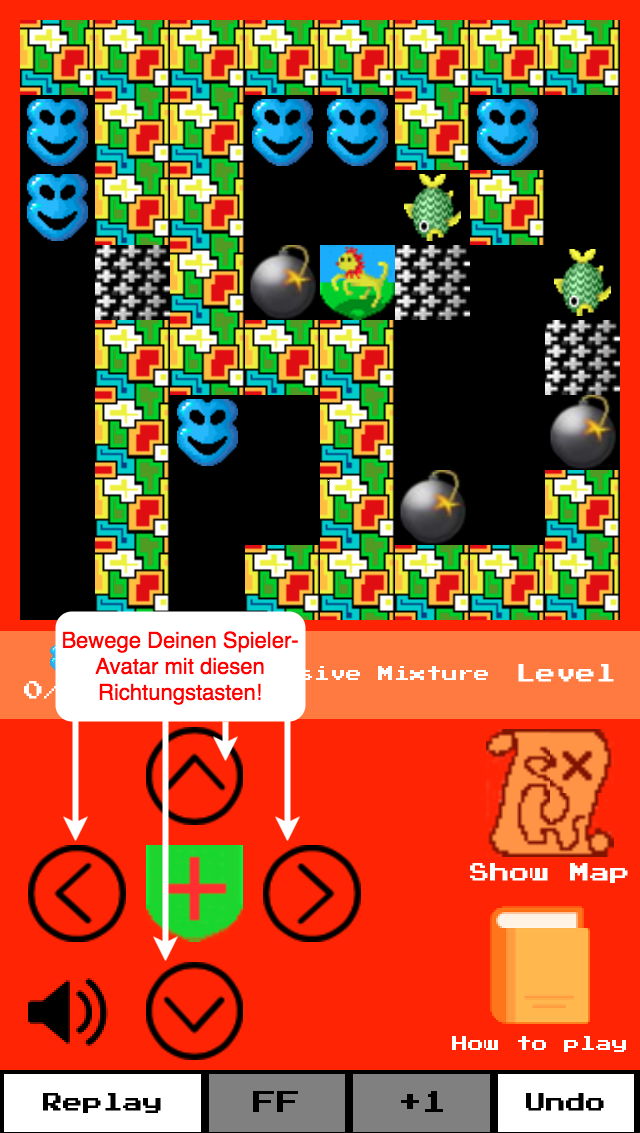 Bewege Deinen Spieler-
Avatar mit diesen
Richtungstasten!
0/
sive Mixture
Level
Show Map
How to play
Replay
FF
+1
Undo